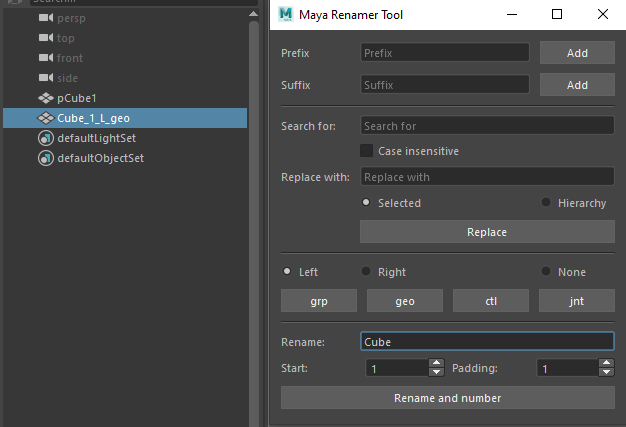 persp
top
front
side
pCube1
Cube_1_L_geo
defaultLightSet
defaultObjectSet
M Maya Renamer Tool
Prefix Prefix Add
Suffix Suffix Add
Search for: Search for
Case insensitive
Replace with: Replace with
Selected Hierarchy
Replace
Left Right None
grp geo ctl jnt
Rename: Cube
Start: 1 Padding: 1
Rename and number